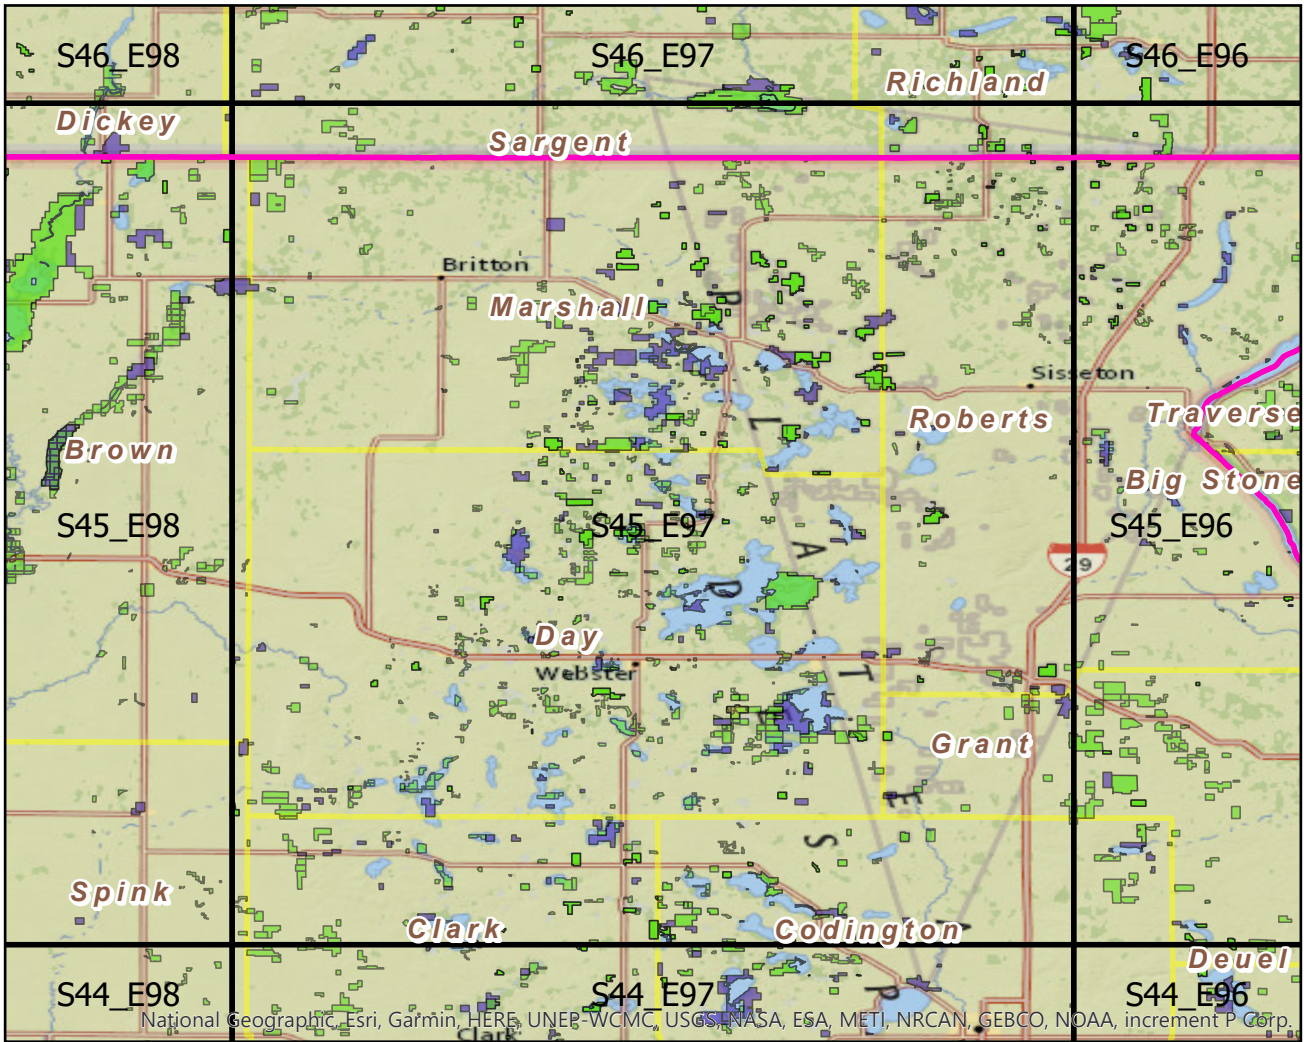 S46_E98
S46_E97
S46_E96
Richland
Dickey
Sargent
Britton
Marshall
P
Sisseton
Traverse
L
Roberts
Brown
Big Stone
S45_E98
S45_E97
S45_E96
A
29
D
Day
Webster
T
Grant
E
S
Spink
Clark
Codington
Deuel
S44_E98
S44_E97
S44_E96
P
National Geographic, Esri, Garmin, HERE, UNEP-WCMC, USGS, NASA, ESA, METI, NRCAN, GEBCO, NOAA, increment P Corp.
Clark